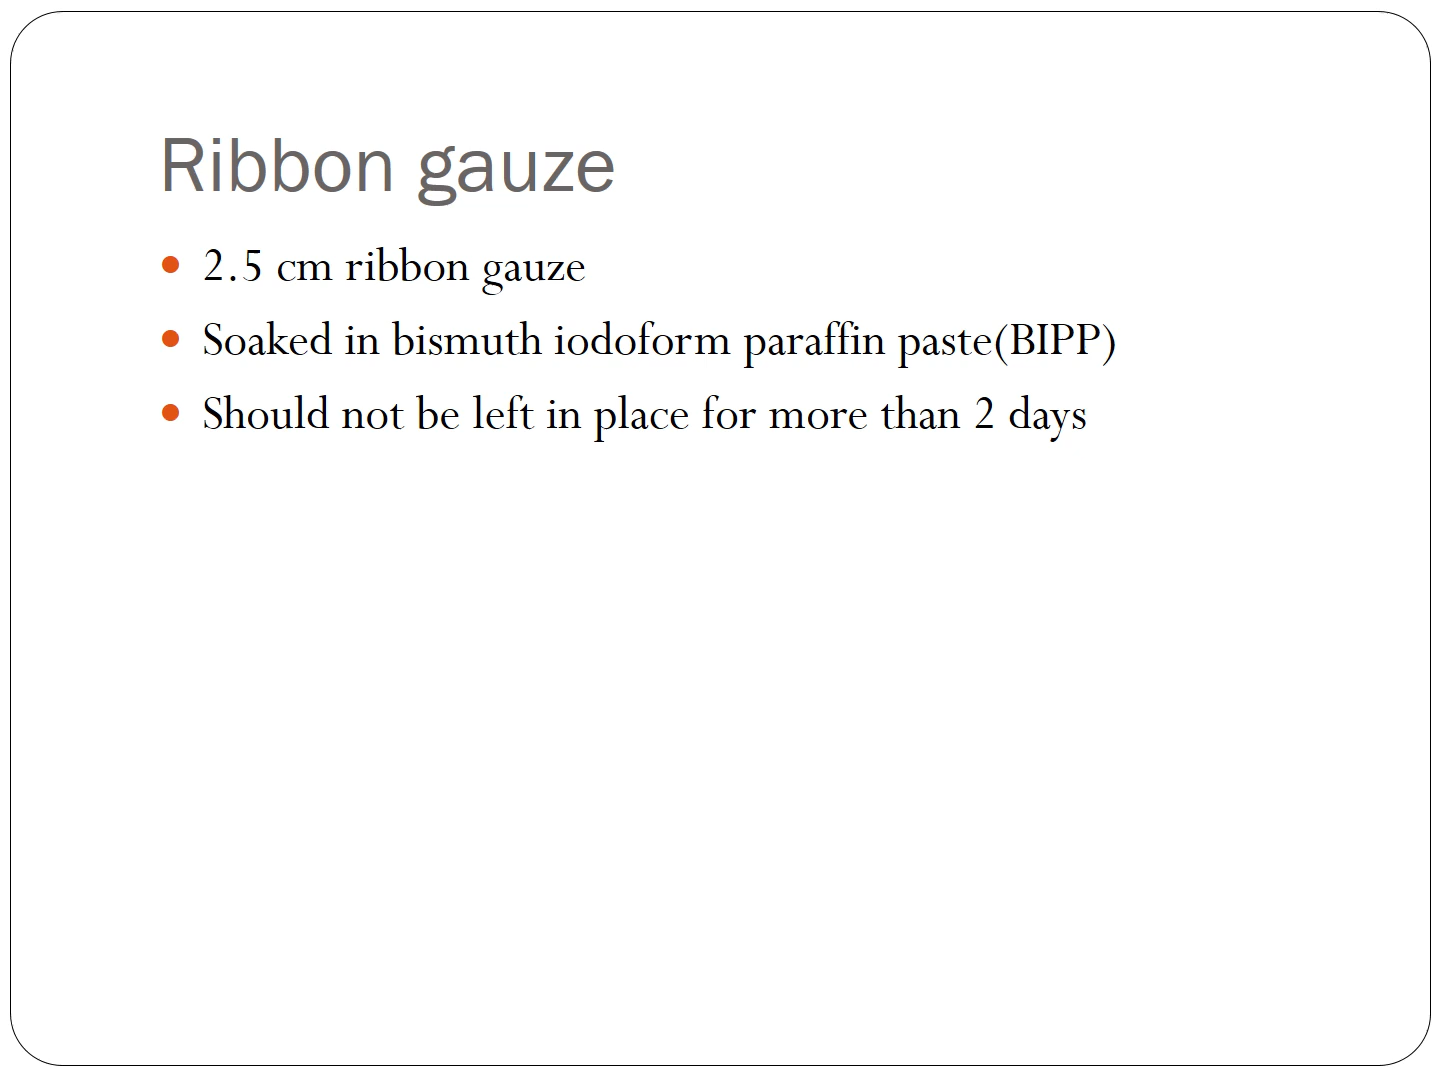 Ribbon gauze
• 2.5 cm ribbon gauze
• Soaked in bismuth iodoform paraffin paste(BIPP)
• Should not be left in place for more than 2 days